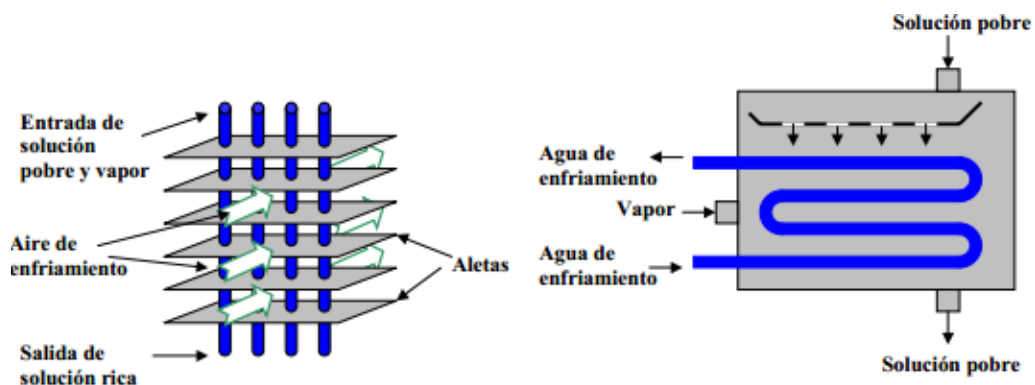 Entrada de
solución
pobre y vapor
Aire de
enfriamiento
Salida de
solución rica
Aletas
Solución pobre
Agua de
enfriamiento
Vapor
Agua de
enfriamiento
Solución pobre